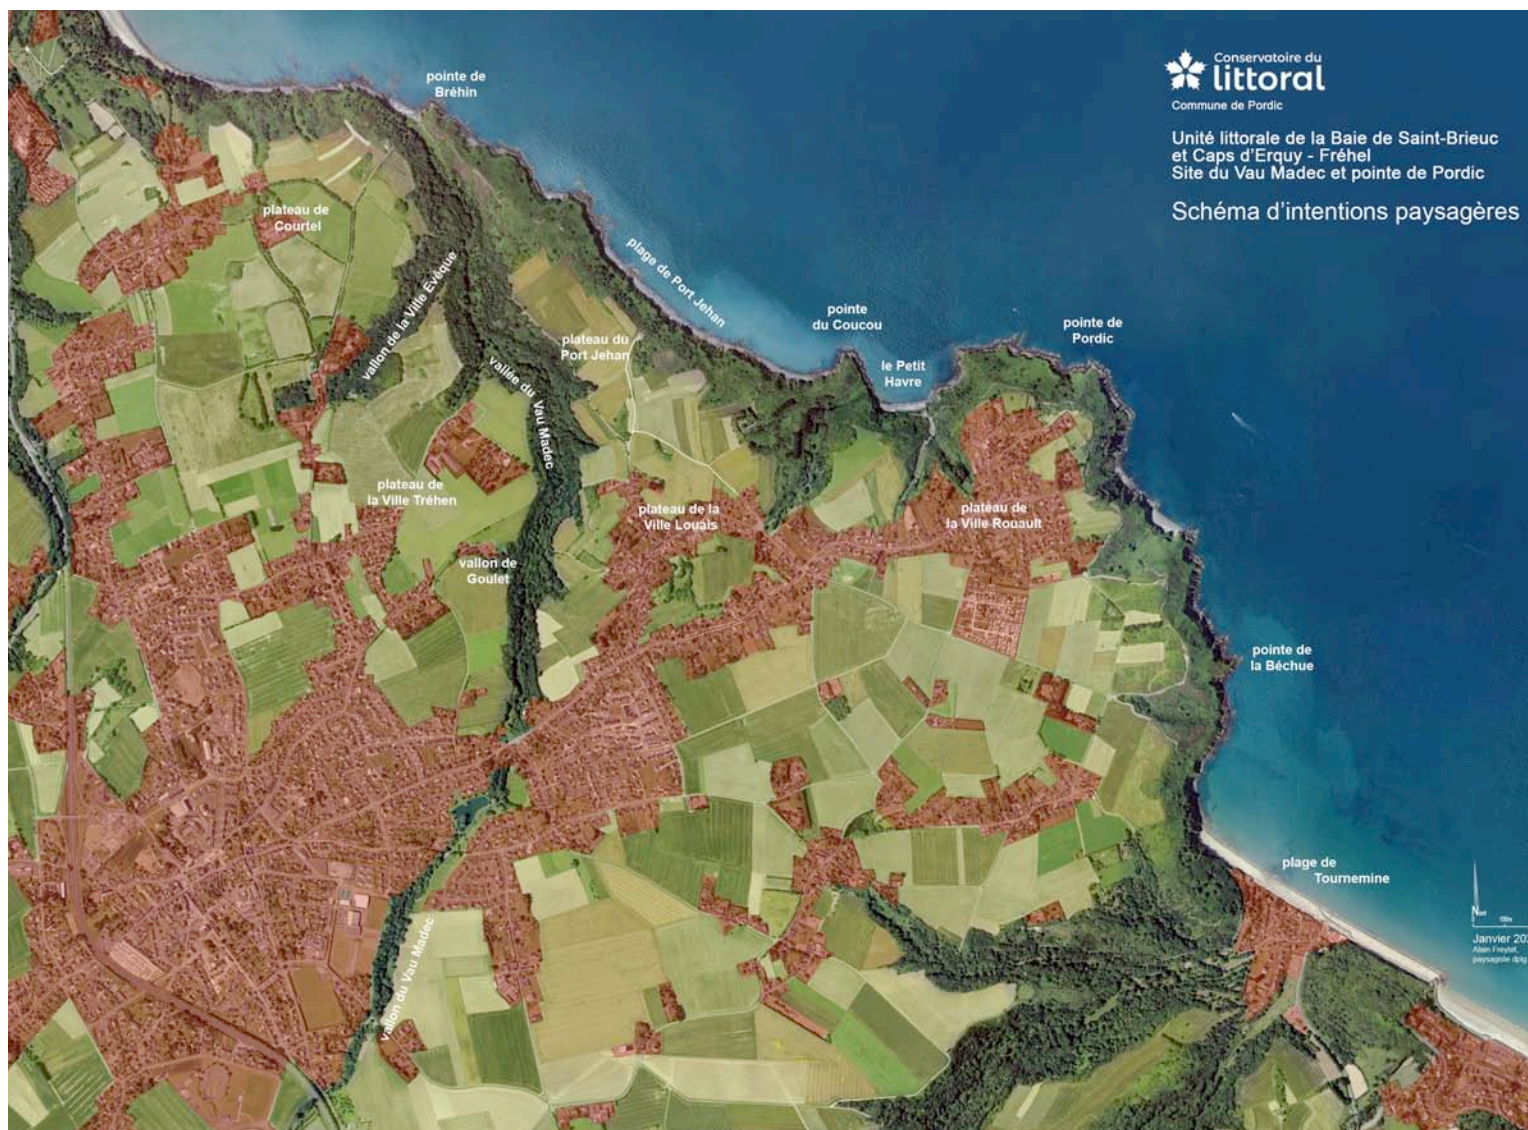 Conservatoire du
littoral
Commune de Pordic
Unité littorale de la Baie de Saint-Brieuc
et Caps d'Erquy - Fréhel
Site du Vau Madec et pointe de Pordic
Schéma d'intentions paysagères
pointe de
Bréhin
plateau de
Courtel
vallon de la Ville Evêque
plage de Port Jehan
plateau du
Port Jehan
vallée du Vau Madec
pointe
du Coucou
le Petit
Havre
pointe de
Pordic
plateau de
la Ville Tréhen
plateau de la
Ville Louais
plateau de
la Ville Rouault
vallon de
Goulet
pointe de
la Béchue
plage de
Tournemine
vallon du Vau Madec
Nord
0 100m
Janvier 202
Alain Freytet,
paysagiste dplg